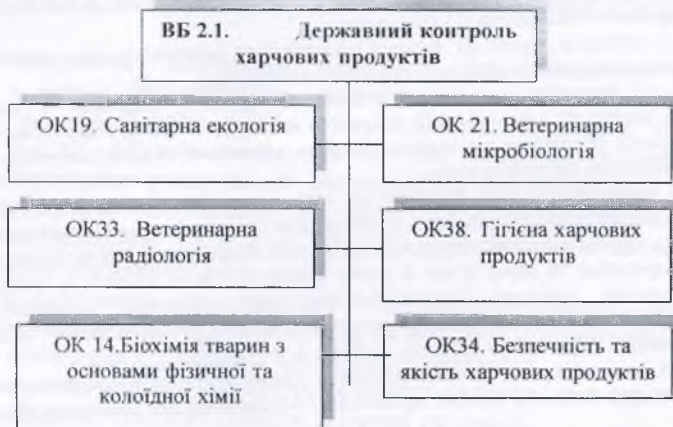 ВБ 2.1. Державний контроль
харчових продуктів
ОК19. Санітарна екологія
ОК 21. Ветеринарна
мікробіологія
ОК33. Ветеринарна
радіологія
ОК38. Гігієна харчових
продуктів
ОК 14.Біохімія тварин з
основами фізичної та
колоїдної хімії
ОК34. Безпечність та
якість харчових продуктів